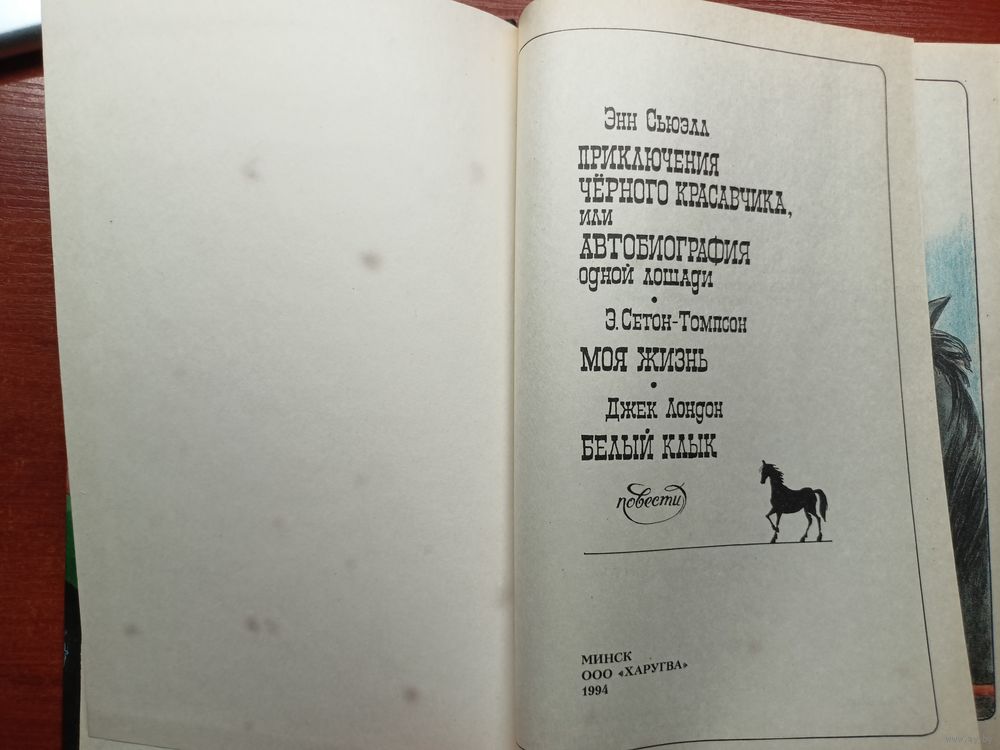 Энн Сьюэлл
ПРИКЛЮЧЕНИЯ
ЧЁРНОГО КРАСАВЧИКА,
ИЛИ
АВТОБИОГРАФИЯ
ОДНОЙ ЛОШАДИ
•
Э. Сетон-Томпсон
МОЯ ЖИЗНЬ
•
Джек Лондон
БЕЛЫЙ КЛЫК
повести
МИНСК
ООО «ХАРУГВА»
1994